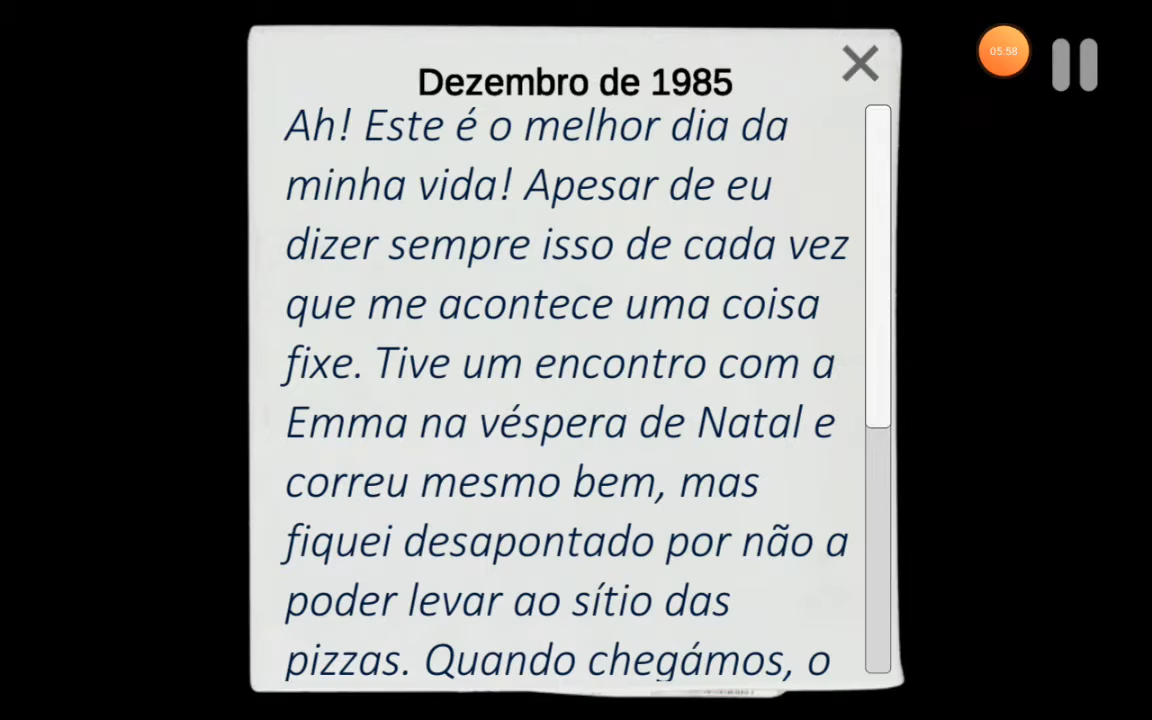 05:58
Dezembro de 1985
Ah! Este é o melhor dia da
minha vida! Apesar de eu
dizer sempre isso de cada vez
que me acontece uma coisa
fixe. Tive um encontro com a
Emma na véspera de Natal e
correu mesmo bem, mas
fiquei desapontado por não a
poder levar ao sítio das
pizzas. Quando chegámos, o